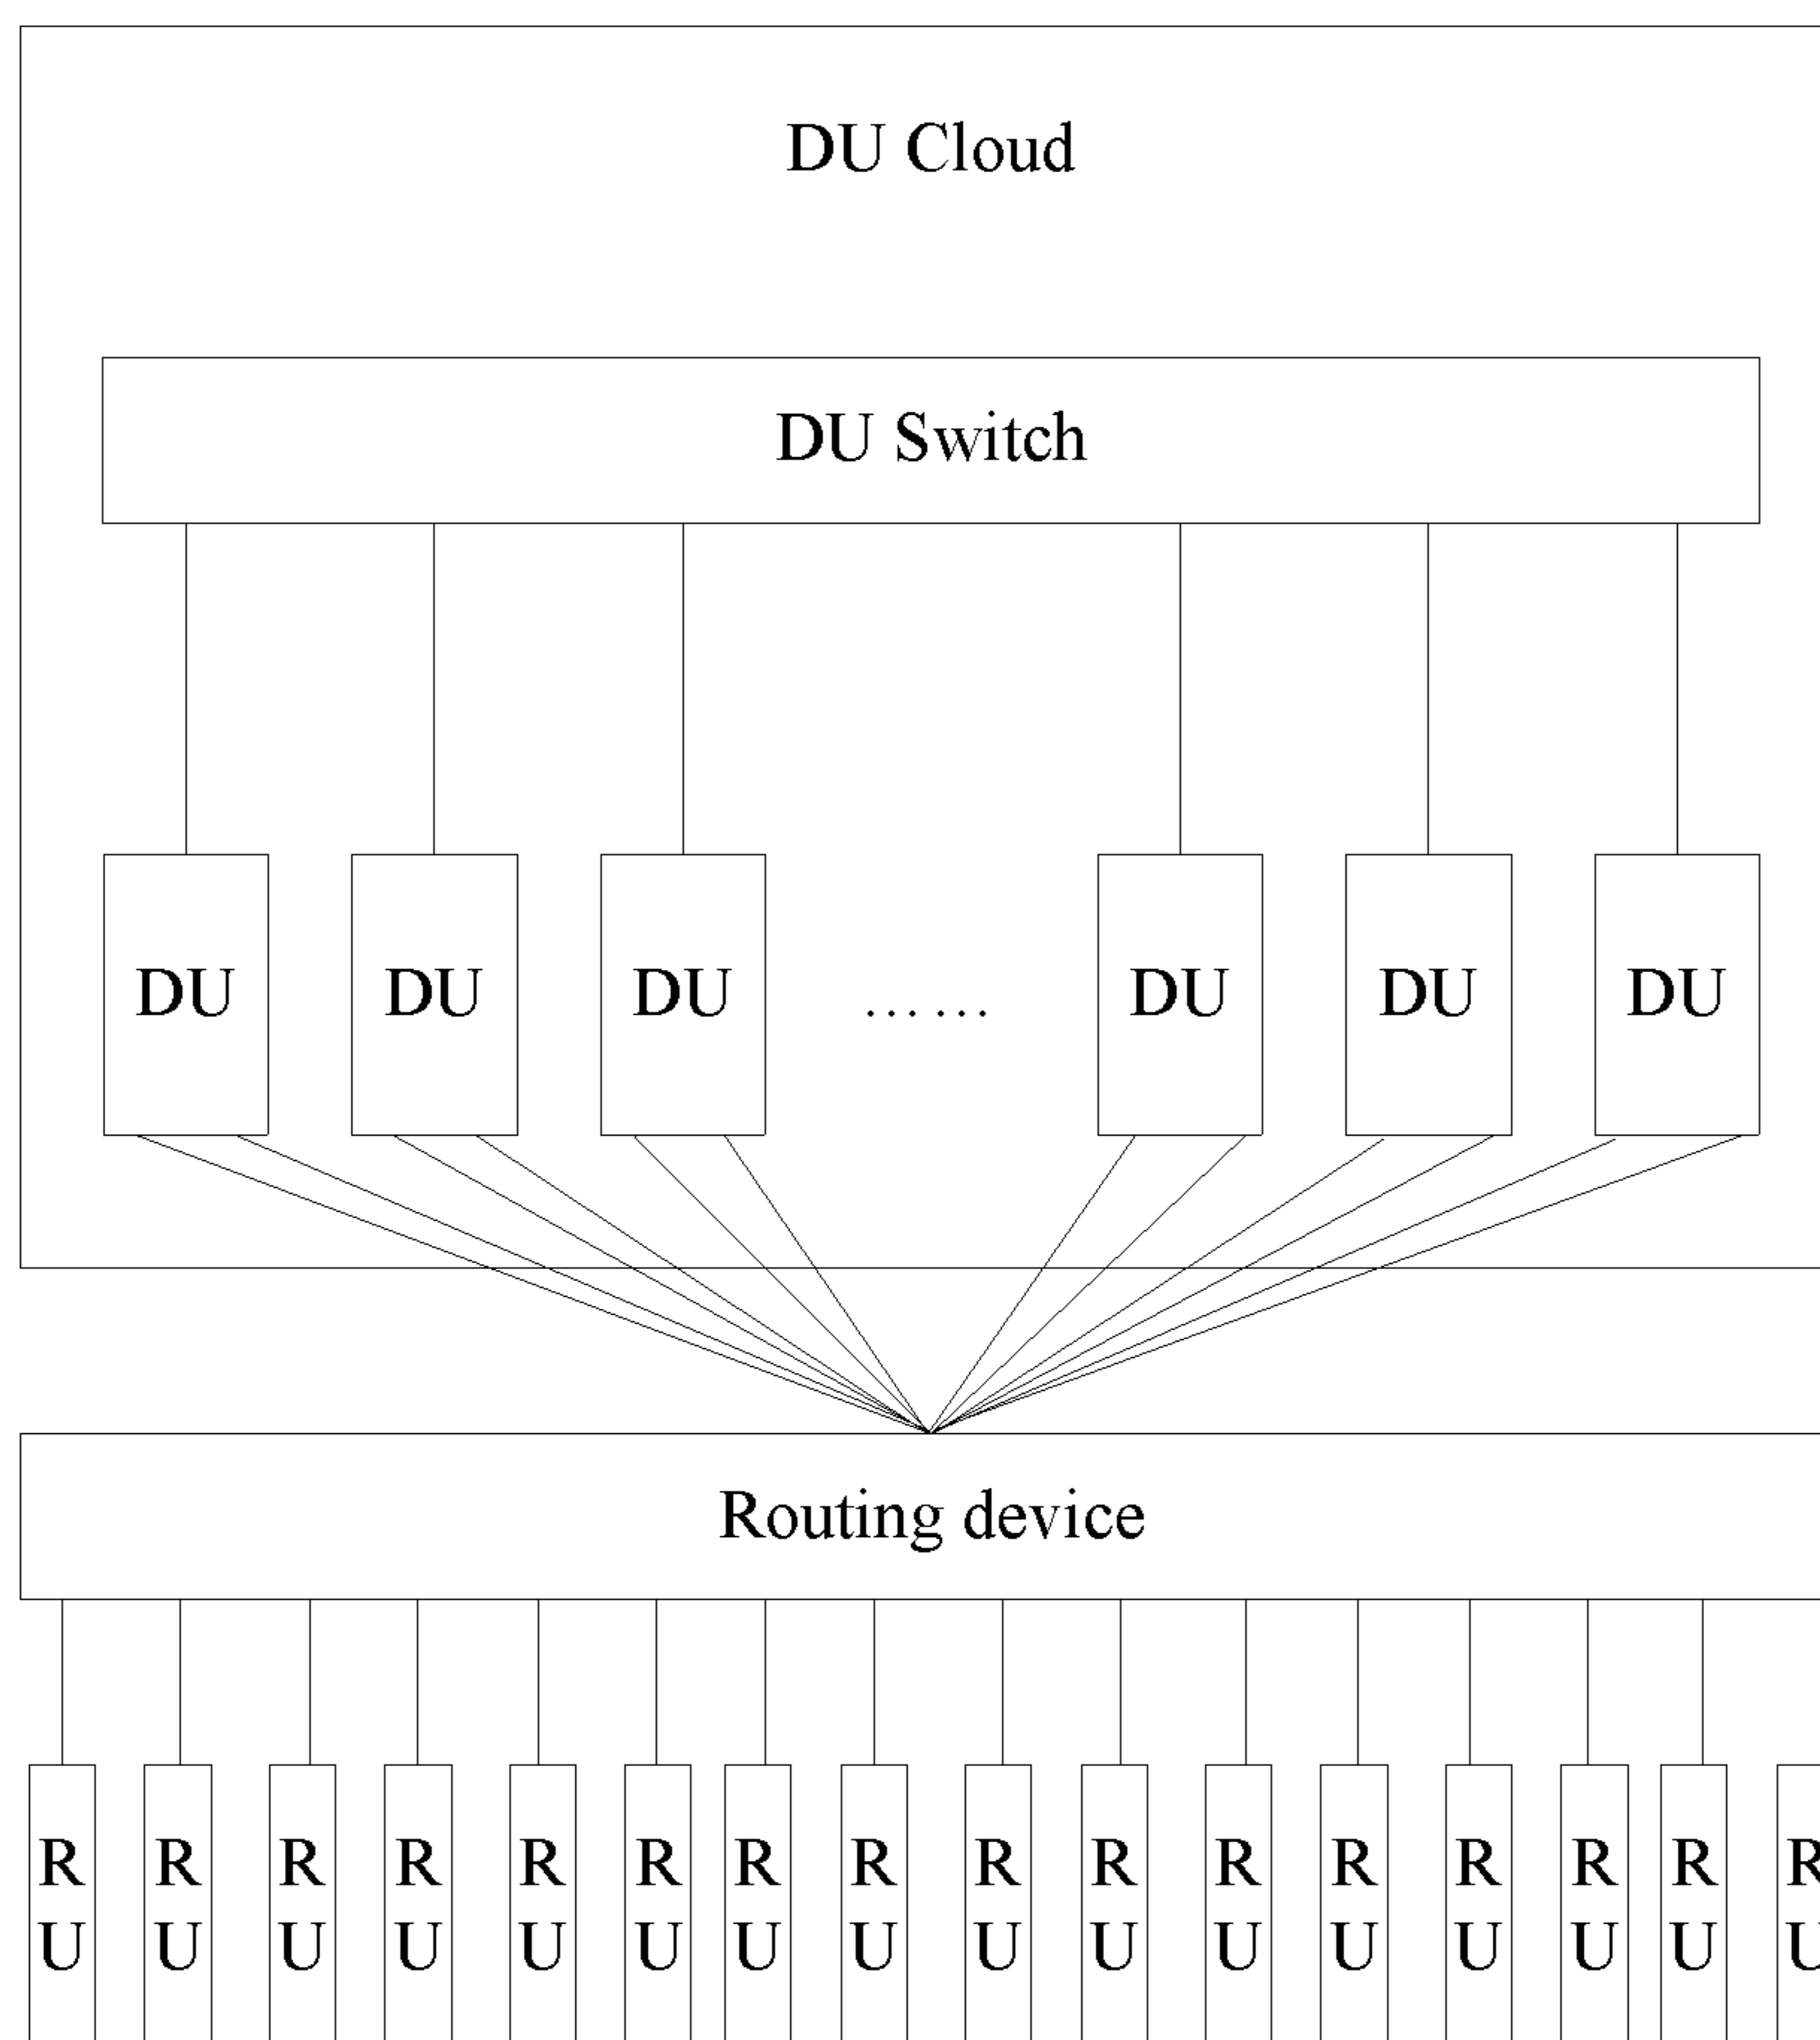 DU Cloud
DU Switch
DU DU DU …… DU DU DU
Routing device
R R R R R R R R R R R R R R R R
U U U U U U U U U U U U U U U U